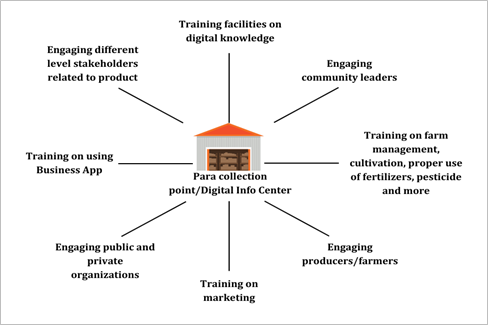 Training facilities on
digital knowledge
Engaging different
level stakeholders
related to product
Engaging
community leaders
Training on using
Business App
Para collection
point/Digital Info Center
Training on farm
management,
cultivation, proper use
of fertilizers, pesticide
and more
Engaging public and
private
organizations
Training on
marketing
Engaging
producers/farmers